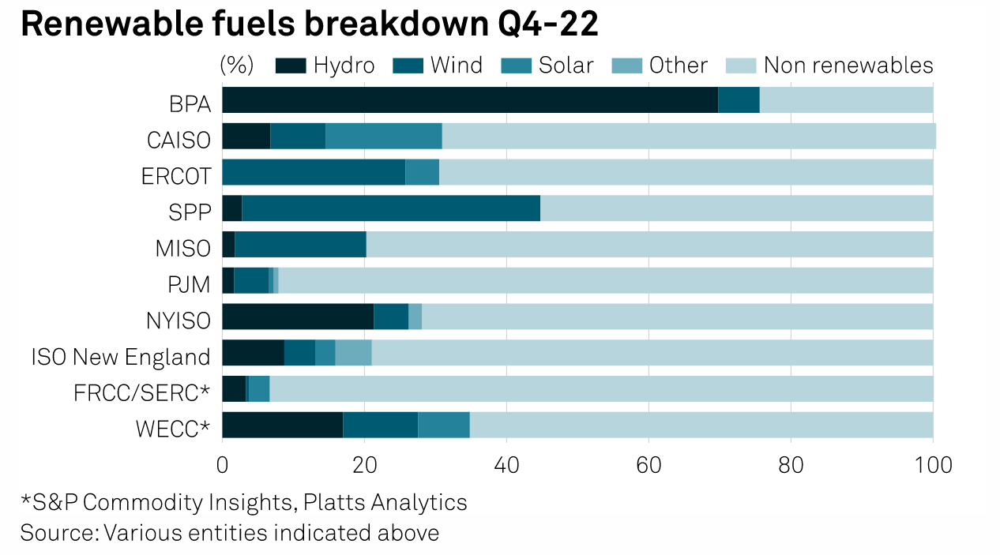 Renewable fuels breakdown Q4-22
(%) Hydro Wind Solar Other Non renewables
BPA
CAISO
ERCOT
SPP
MISO
PJM
NYISO
ISO New England
FRCC/SERC*
WECC*
0 20 40 60 80 100
*S&P Commodity Insights, Platts Analytics
Source: Various entities indicated above